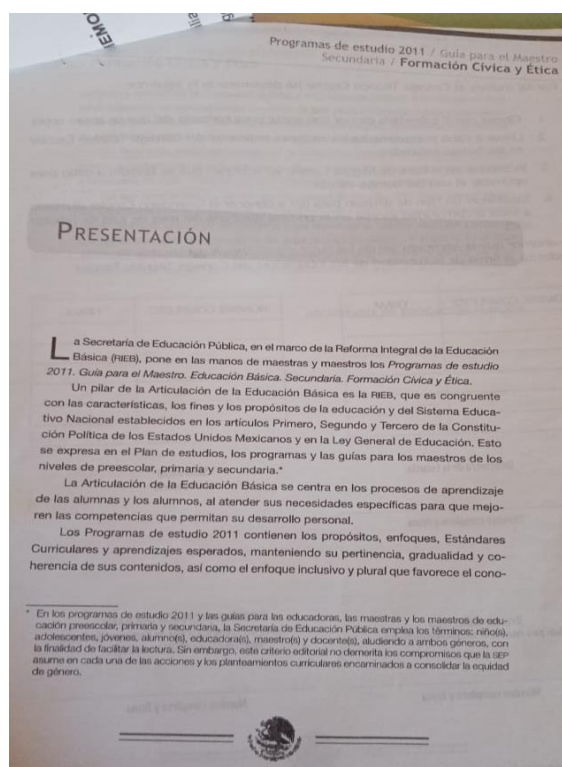 Programas de estudio 2011 / Guía para el Maestro
Secundaria / Formación Cívica y Ética
PRESENTACIÓN
La Secretaría de Educación Pública, en el marco de la Reforma Integral de la Educación
Básica (RIEB), pone en las manos de maestras y maestros los Programas de estudio
2011. Guía para el Maestro. Educación Básica. Secundaria. Formación Cívica y Ética.
Un pilar de la Articulación de la Educación Básica es la RIEB, que es congruente
con las características, los fines y los propósitos de la educación y del Sistema Educa-
tivo Nacional establecidos en los artículos Primero, Segundo y Tercero de la Constitu-
ción Política de los Estados Unidos Mexicanos y en la Ley General de Educación. Esto
se expresa en el Plan de estudios, los programas y las guías para los maestros de los
niveles de preescolar, primaria y secundaria.*
La Articulación de la Educación Básica se centra en los procesos de aprendizaje
de las alumnas y los alumnos, al atender sus necesidades específicas para que mejo-
ren las competencias que permitan su desarrollo personal.
Los Programas de estudio 2011 contienen los propósitos, enfoques, Estándares
Curriculares y aprendizajes esperados, manteniendo su pertinencia, gradualidad y co-
herencia de sus contenidos, así como el enfoque inclusivo y plural que favorece el cono-
* En los programas de estudio 2011 y las guías para las educadoras, las maestras y los maestros de edu-
cación preescolar, primaria y secundaria, la Secretaría de Educación Pública emplea los términos: niño(s),
adolescentes, jóvenes, alumno(s), educadora(s), maestro(s) y docente(s), aludiendo a ambos géneros, con
la finalidad de facilitar la lectura. Sin embargo, este criterio editorial no demerita los compromisos que la SEP
asume en cada una de las acciones y los planteamientos curriculares encaminados a consolidar la equidad
de género.